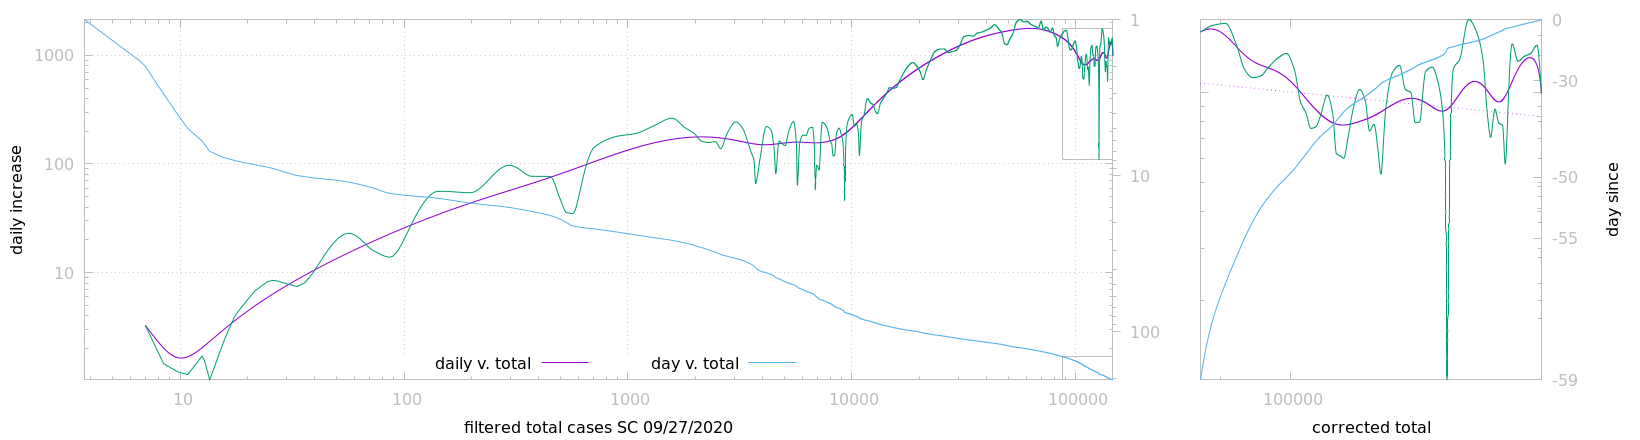 1000
100
10
daily increase
10
100
1000
10000
100000
1
10
100
daily v. total
day v. total
filtered total cases SC 09/27/2020
0
-30
-50
-55
-59
day since
100000
corrected total